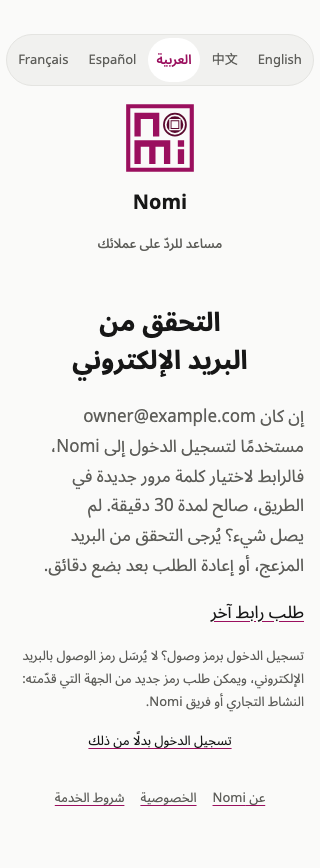 English 中文 العربية Español Français
nomi
Nomi
مساعد للردّ على عملائك
التحقق من
البريد الإلكتروني
إن كان owner@example.com
مستخدمًا لتسجيل الدخول إلى Nomi،
فالرابط لاختيار كلمة مرور جديدة في
الطريق، صالح لمدة 30 دقيقة. لم
يصل شيء؟ يُرجى التحقق من البريد
المزعج، أو إعادة الطلب بعد بضع دقائق.
طلب رابط آخر
تسجيل الدخول برمز وصول؟ لا يُرسَل رمز الوصول بالبريد
الإلكتروني، ويمكن طلب رمز جديد من الجهة التي قدّمته:
النشاط التجاري أو فريق Nomi.
تسجيل الدخول بدلًا من ذلك
عن Nomi الخصوصية شروط الخدمة